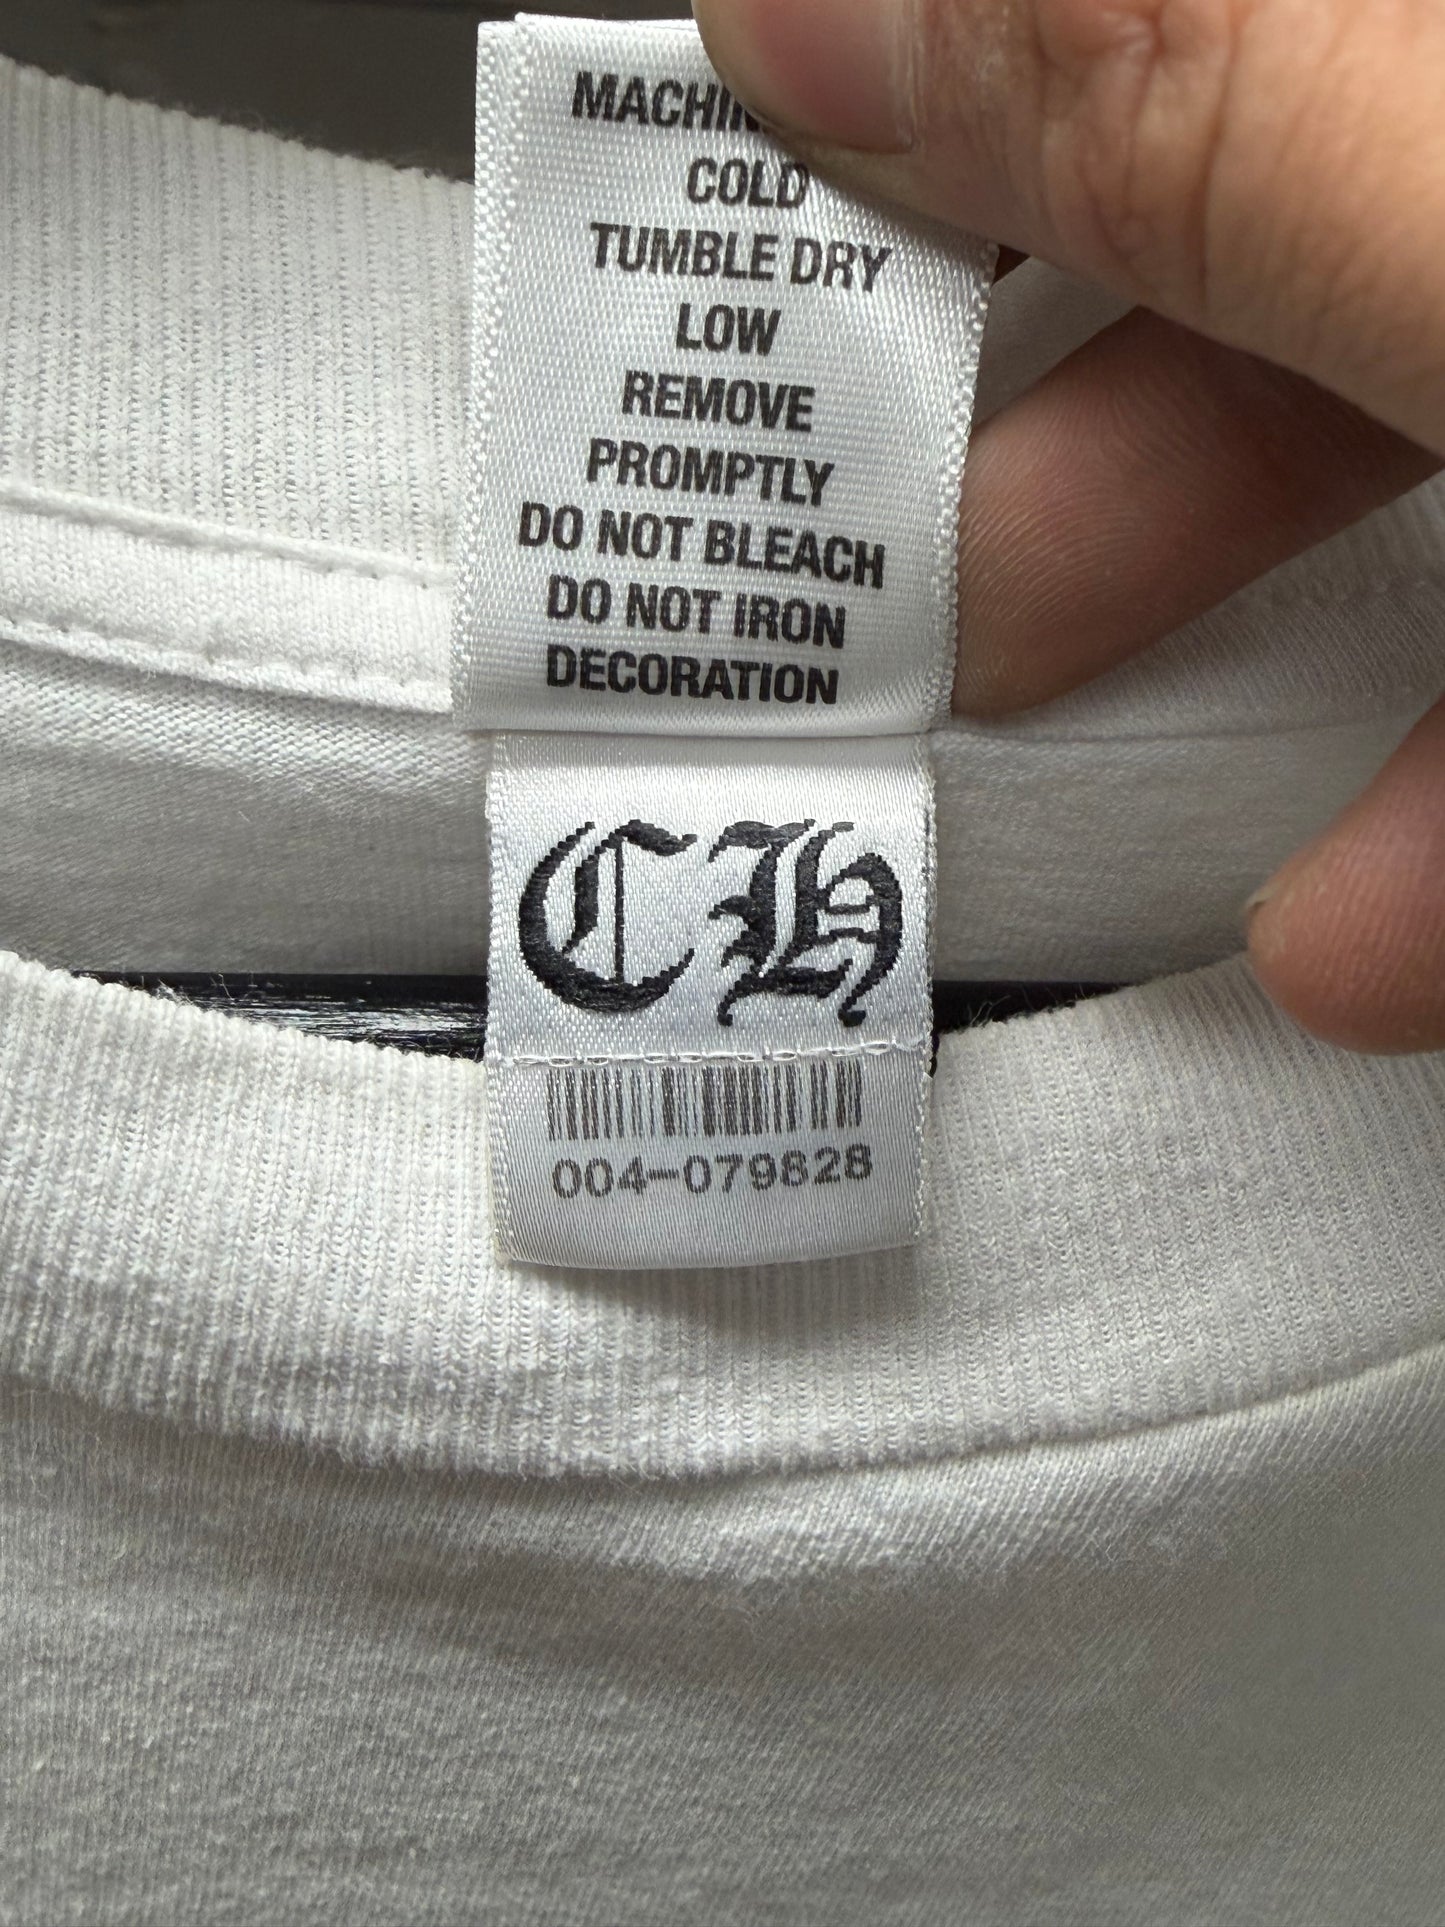 COLD
TUMBLE DRY
LOW
REMOVE
PROMPTLY
DO NOT BLEACH
DO NOT IRON
DECORATION
CH
004-079828